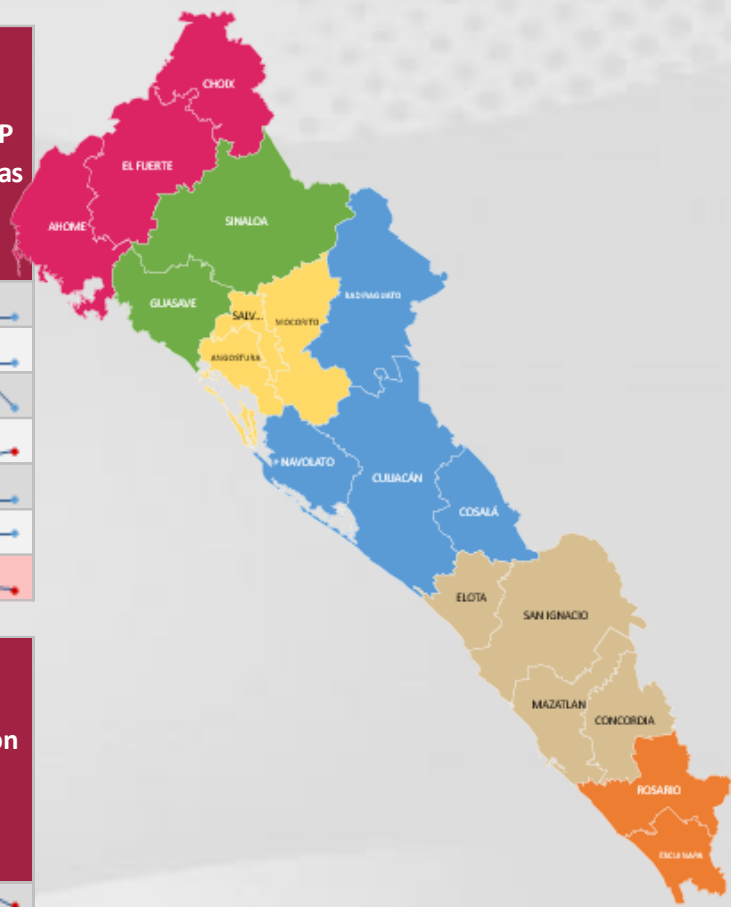 P
as
on
CHOIX
EL FUERTE
AHOME
SINALOA
GUASAVE
SALV...
MOCORITO
BADIRAGUATO
ANGOSTURA
NAVOLATO
CULIACÁN
COSALÁ
ELOTA
SAN IGNACIO
MAZATLAN
CONCORDIA
ROSARIO
ESCUINAPA